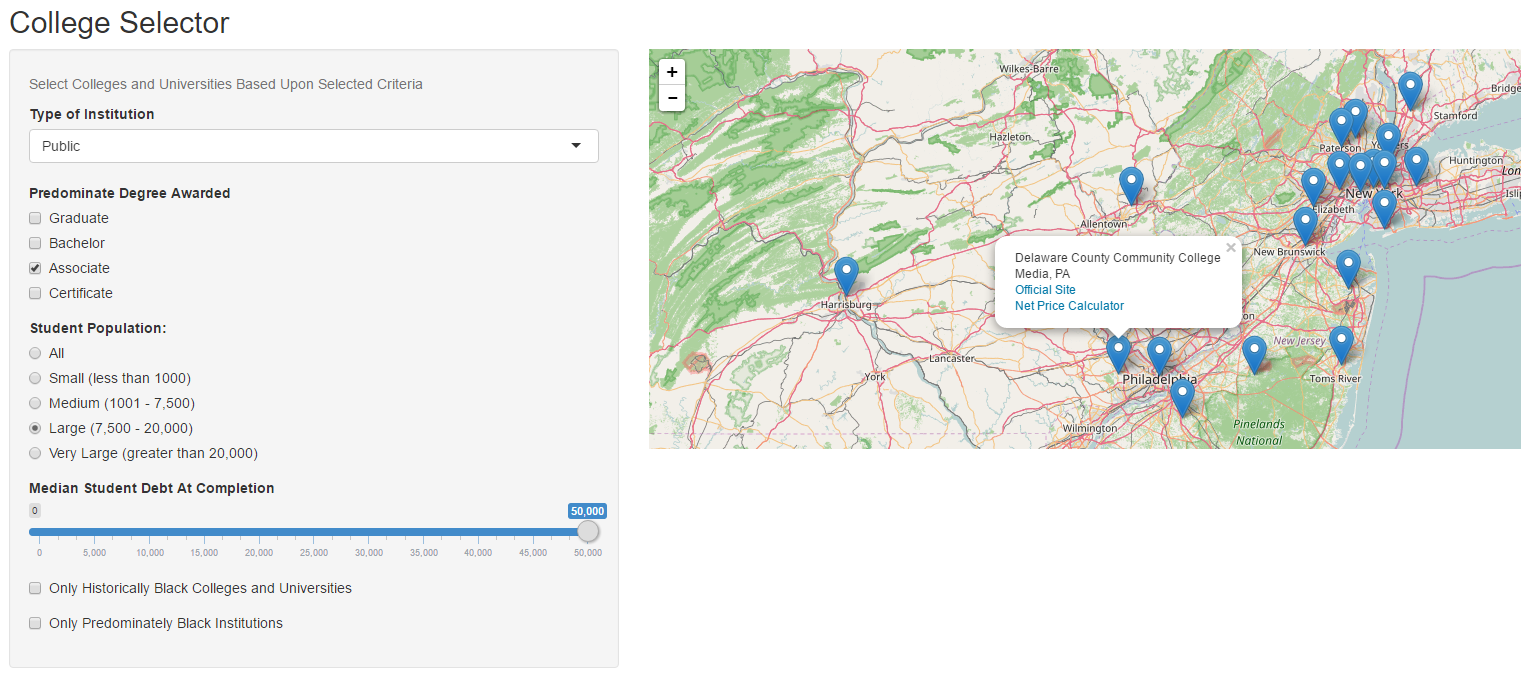 College Selector
Select Colleges and Universities Based Upon Selected Criteria
Type of Institution
Public
Predominate Degree Awarded
Graduate
Bachelor
Associate
Certificate
Student Population:
All
Small (less than 1000)
Medium (1001 - 7,500)
Large (7,500 - 20,000)
Very Large (greater than 20,000)
Median Student Debt At Completion
0 50,000
0 5,000 10,000 15,000 20,000 25,000 30,000 35,000 40,000 45,000 50,000
Only Historically Black Colleges and Universities
Only Predominately Black Institutions
+
−
Wilkes-Barre
Bridge
Stamford
Hazleton
Paterson
Huntington
Lon
New York
Islip
Elizabeth
Allentown
New Brunswick
Delaware County Community College
Media, PA
Official Site
Net Price Calculator
Harrisburg
on
New Jersey
Lancaster
York
Philadelphia
Toms River
Wilmington
Pinelands
National